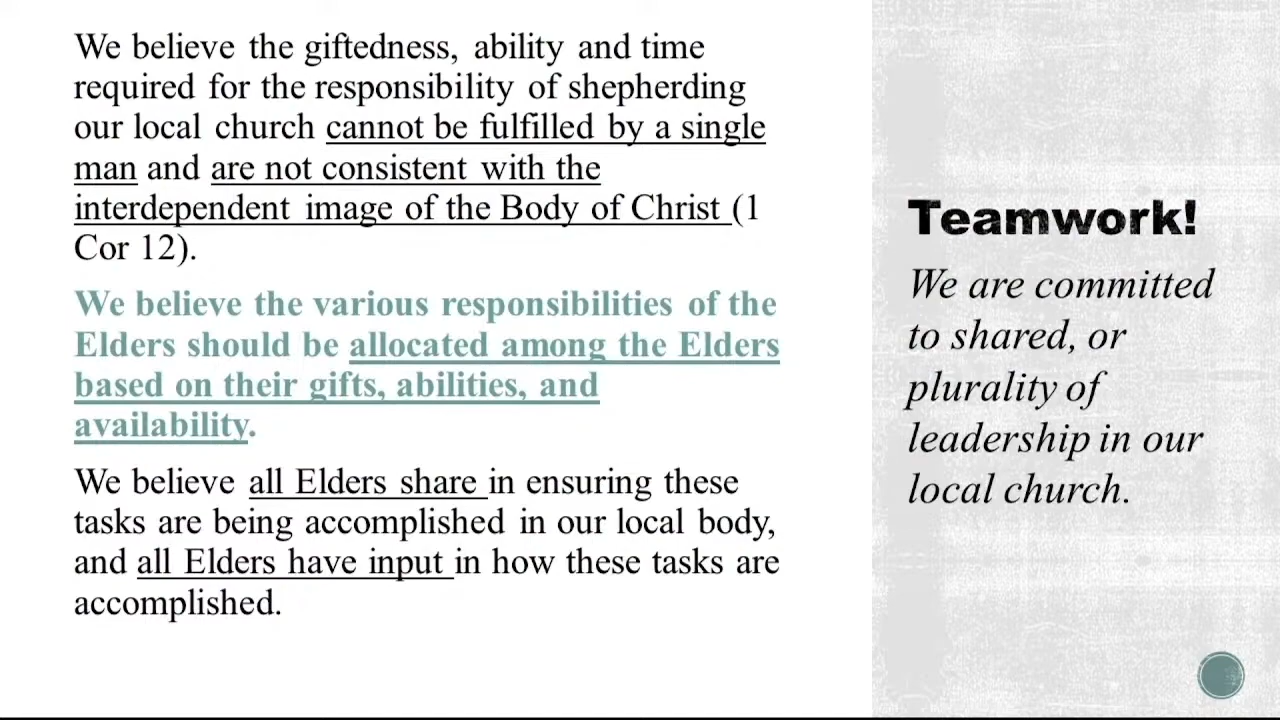 We believe the giftedness, ability and time
required for the responsibility of shepherding
our local church cannot be fulfilled by a single
man and are not consistent with the
interdependent image of the Body of Christ (1
Cor 12).
We believe the various responsibilities of the
Elders should be allocated among the Elders
based on their gifts, abilities, and
availability.
We believe all Elders share in ensuring these
tasks are being accomplished in our local body,
and all Elders have input in how these tasks are
accomplished.
Teamwork!
We are committed
to shared, or
plurality of
leadership in our
local church.